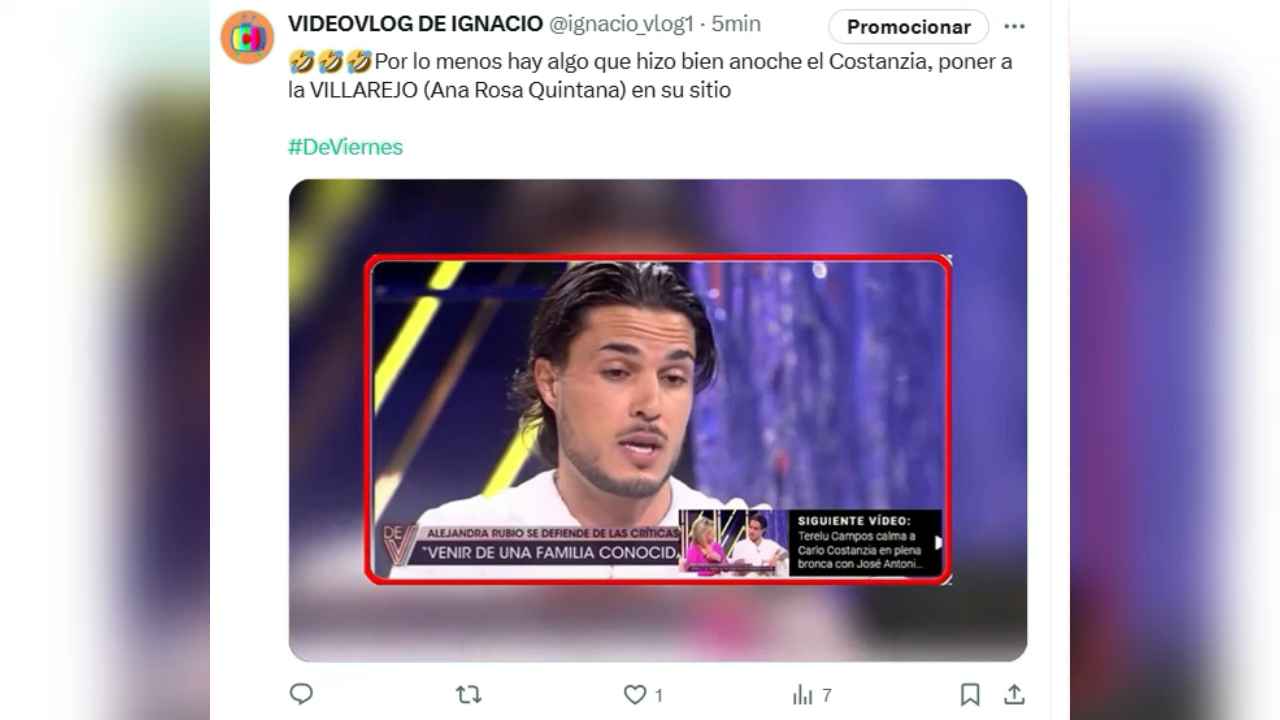 VIDEOVLOG DE IGNACIO @ignacio_vlog1 · 5min
Promocionar
🤣🤣🤣Por lo menos hay algo que hizo bien anoche el Costanzia, poner a
la VILLAREJO (Ana Rosa Quintana) en su sitio
#DeViernes
DE V
ALEJANDRA RUBIO SE DEFIENDE DE LAS CRÍTICAS
"VENIR DE UNA FAMILIA CONOCID
SIGUIENTE VÍDEO:
Terelu Campos calma a
Carlo Costanzia en plena
bronca con José Antoni...
1
7